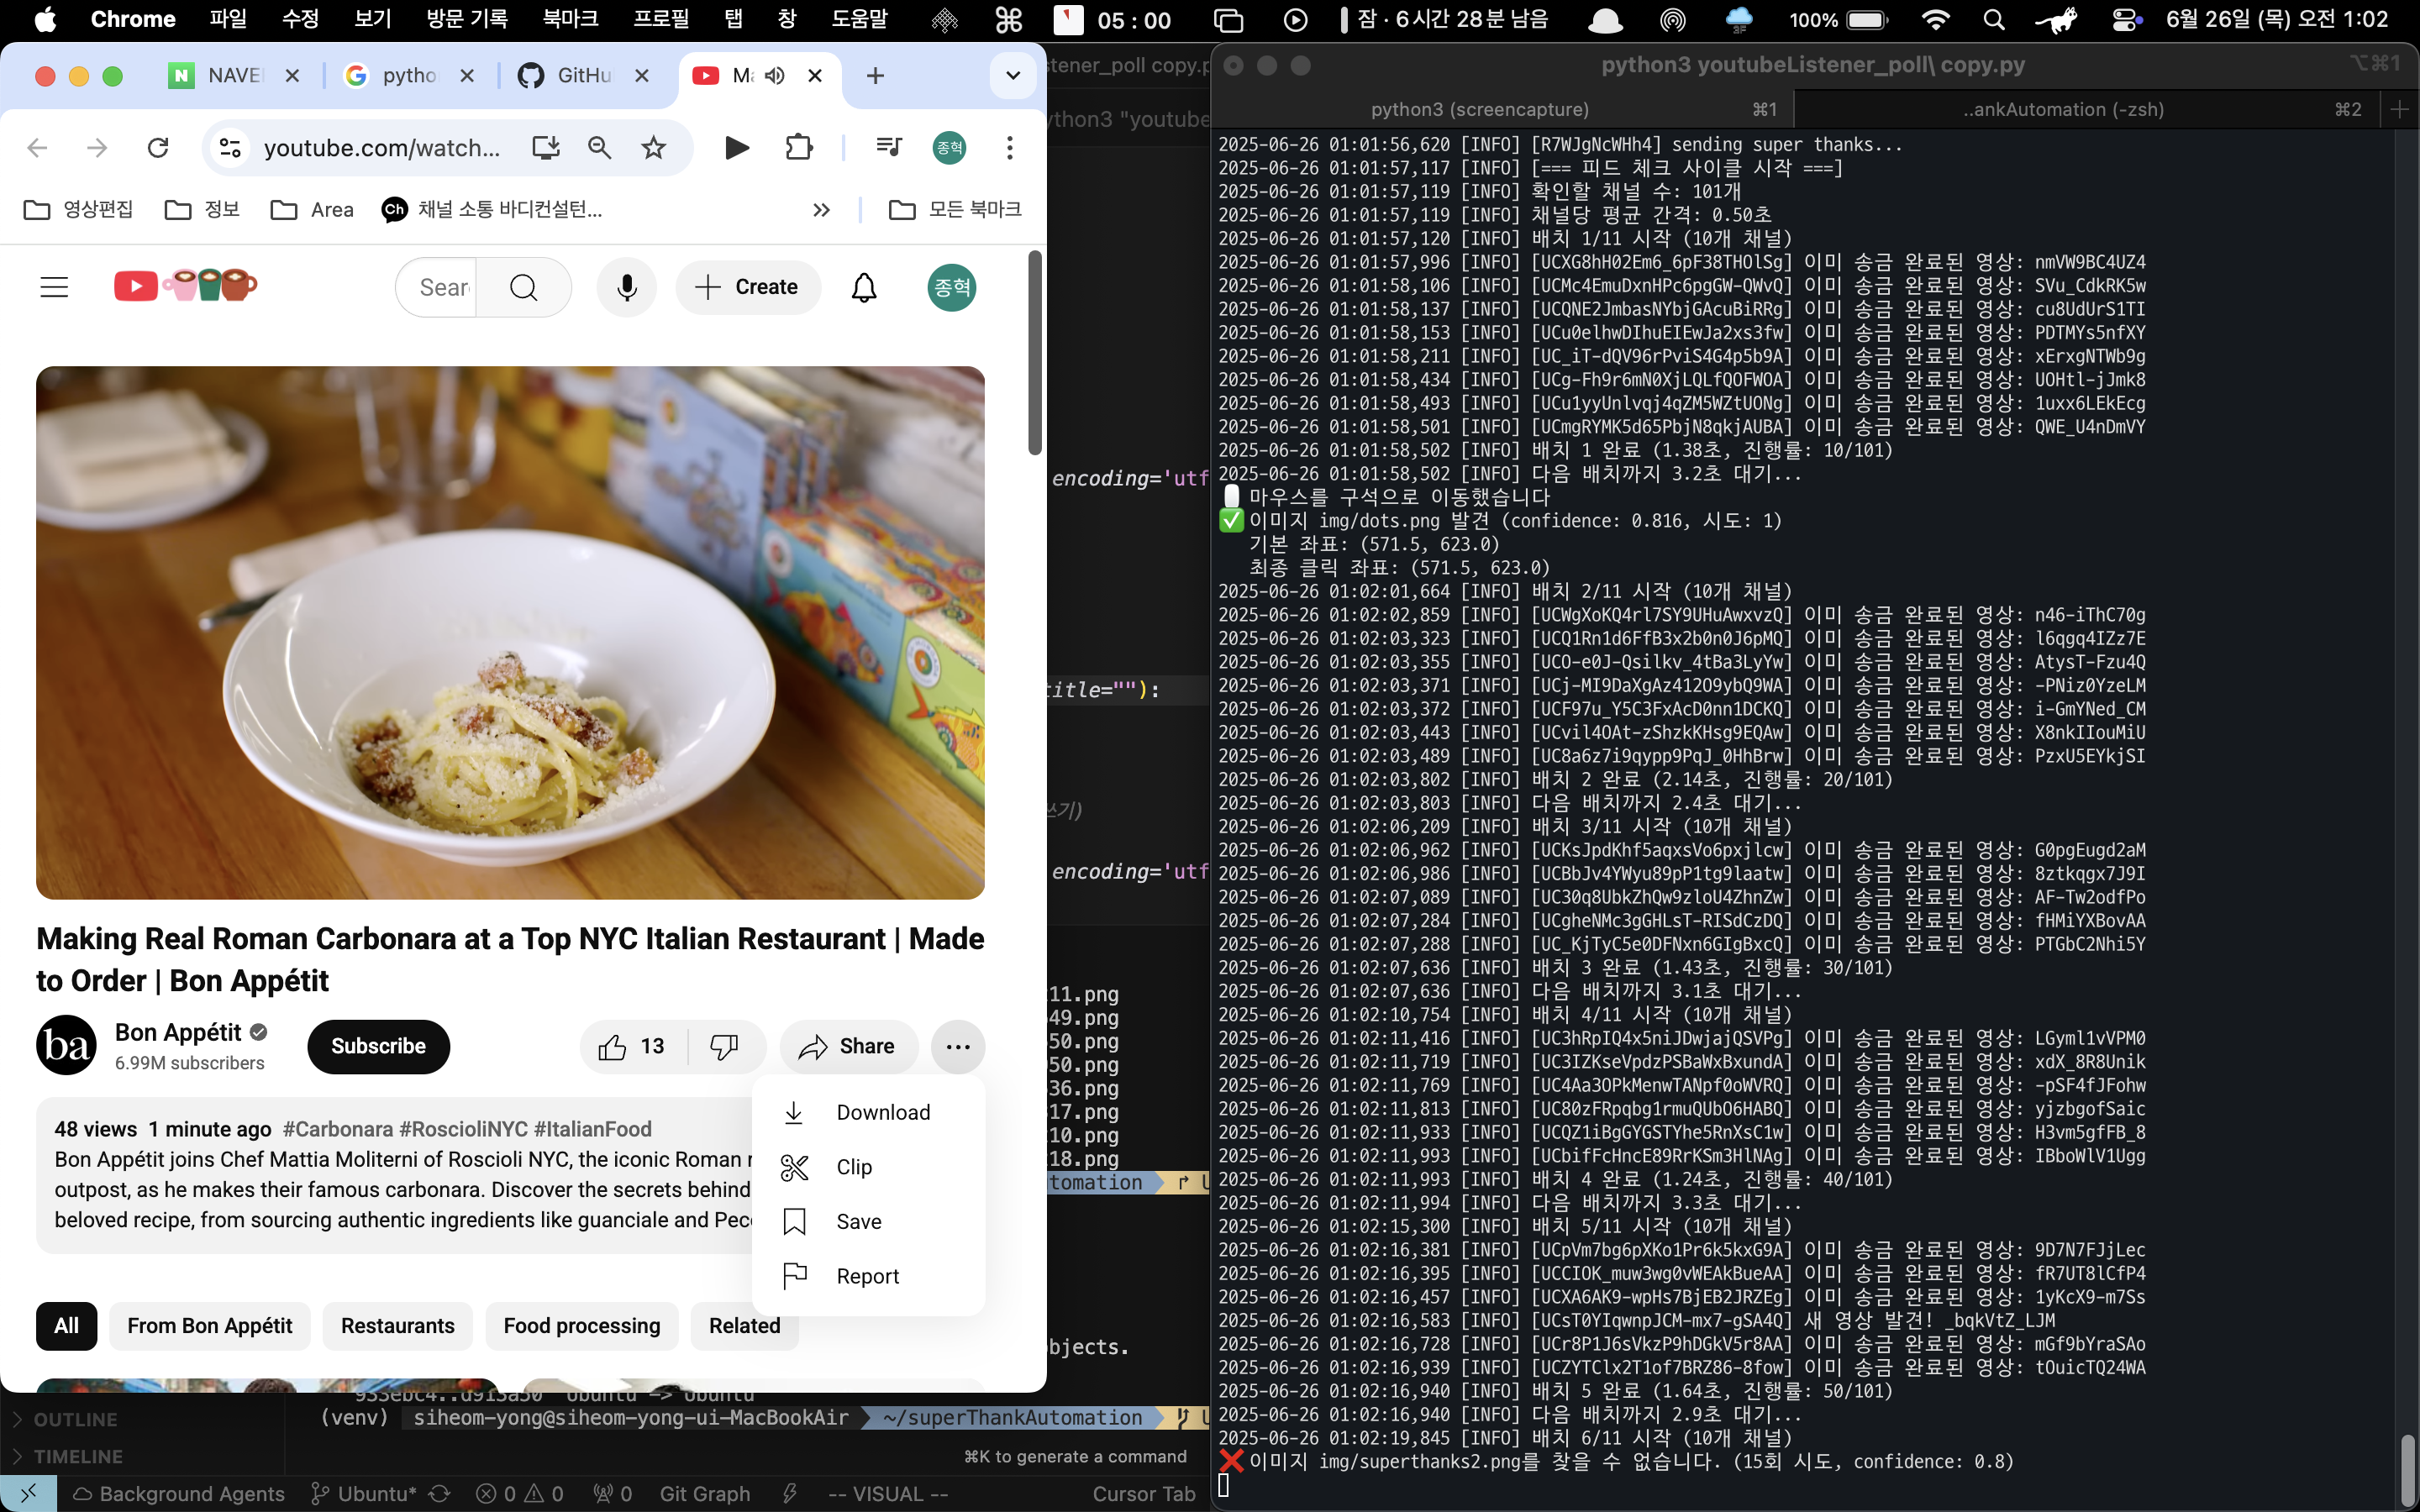 Chrome 파일 수정 보기 방문 기록 북마크 프로필 탭 창 도움말 05:00 잠 · 6시간 28분 남음 100% 6월 26일 (목) 오전 1:02
NAVE pytho GitHu Ma
youtube.com/watch... 종혁
영상편집 정보 Area Ch 채널 소통 바디컨설턴... 모든 북마크
Sear Create 종혁
Making Real Roman Carbonara at a Top NYC Italian Restaurant | Made
to Order | Bon Appétit
ba Bon Appétit
6.99M subscribers
Subscribe 13 Share
Download
Clip
Save
Report
48 views 1 minute ago #Carbonara #RoscioliNYC #ItalianFood
Bon Appétit joins Chef Mattia Moliterni of Roscioli NYC, the iconic Roman
outpost, as he makes their famous carbonara. Discover the secrets behind
beloved recipe, from sourcing authentic ingredients like guanciale and Pec
All From Bon Appétit Restaurants Food processing Related
stener_poll copy.p
ython3 "youtube
encoding='utf
title=""):
쓰기)
encoding='utf
11.png
49.png
50.png
50.png
36.png
17.png
10.png
18.png
tomation
bjects.
(venv) siheom-yong@siheom-yong-ui-MacBookAir ~/superThankAutomation
⌘K to generate a command
OUTLINE
TIMELINE
Background Agents Ubuntu* 0 0 0 Git Graph -- VISUAL -- Cursor Tab
python3 youtubeListener_poll\ copy.py ⌥⌘1
python3 (screencapture) ⌘1 ..ankAutomation (-zsh) ⌘2
2025-06-26 01:01:56,620 [INFO] [R7WJgNcWHh4] sending super thanks...
2025-06-26 01:01:57,117 [INFO] [=== 피드 체크 사이클 시작 ===]
2025-06-26 01:01:57,119 [INFO] 확인할 채널 수: 101개
2025-06-26 01:01:57,119 [INFO] 채널당 평균 간격: 0.50초
2025-06-26 01:01:57,120 [INFO] 배치 1/11 시작 (10개 채널)
2025-06-26 01:01:57,996 [INFO] [UCXG8hH02Em6_6pF38THOlSg] 이미 송금 완료된 영상: nmVW9BC4UZ4
2025-06-26 01:01:58,106 [INFO] [UCMc4EmuDxnHPc6pgGW-QWvQ] 이미 송금 완료된 영상: SVu_CdkRK5w
2025-06-26 01:01:58,137 [INFO] [UCQNE2JmbasNYbjGAcuBiRRg] 이미 송금 완료된 영상: cu8UdUrS1TI
2025-06-26 01:01:58,153 [INFO] [UCu0elhwDIhuEIEwJa2xs3fw] 이미 송금 완료된 영상: PDTMYs5nfXY
2025-06-26 01:01:58,211 [INFO] [UC_iT-dQV96rPviS4G4p5b9A] 이미 송금 완료된 영상: xErxgNTWb9g
2025-06-26 01:01:58,434 [INFO] [UCg-Fh9r6mN0XjLQLfQOFWOA] 이미 송금 완료된 영상: UOHtl-jJmk8
2025-06-26 01:01:58,493 [INFO] [UCu1yyUnlvqj4qZM5WZtUONg] 이미 송금 완료된 영상: 1uxx6LEkEcg
2025-06-26 01:01:58,501 [INFO] [UCmgRYMK5d65PbjN8qkjAUBA] 이미 송금 완료된 영상: QWE_U4nDmVY
2025-06-26 01:01:58,502 [INFO] 배치 1 완료 (1.38초, 진행률: 10/101)
2025-06-26 01:01:58,502 [INFO] 다음 배치까지 3.2초 대기...
마우스를 구석으로 이동했습니다
✅이미지 img/dots.png 발견 (confidence: 0.816, 시도: 1)
기본 좌표: (571.5, 623.0)
최종 클릭 좌표: (571.5, 623.0)
2025-06-26 01:02:01,664 [INFO] 배치 2/11 시작 (10개 채널)
2025-06-26 01:02:02,859 [INFO] [UCWgXoKQ4rl7SY9UHuAwxvzQ] 이미 송금 완료된 영상: n46-iThC70g
2025-06-26 01:02:03,323 [INFO] [UCQ1Rn1d6FfB3x2b0n0J6pMQ] 이미 송금 완료된 영상: l6qgq4IZz7E
2025-06-26 01:02:03,355 [INFO] [UCO-e0J-Qsilkv_4tBa3LyYw] 이미 송금 완료된 영상: AtysT-Fzu4Q
2025-06-26 01:02:03,371 [INFO] [UCj-MI9DaXgAz412O9ybQ9WA] 이미 송금 완료된 영상: -PNiz0YzeLM
2025-06-26 01:02:03,372 [INFO] [UCF97u_Y5C3FxAcD0nn1DCKQ] 이미 송금 완료된 영상: i-GmYNed_CM
2025-06-26 01:02:03,443 [INFO] [UCvil4OAt-zShzkKHsg9EQAw] 이미 송금 완료된 영상: X8nkIIouMiU
2025-06-26 01:02:03,489 [INFO] [UC8a6z7i9qypp9PqJ_0HhBrw] 이미 송금 완료된 영상: PzxU5EYkjSI
2025-06-26 01:02:03,802 [INFO] 배치 2 완료 (2.14초, 진행률: 20/101)
2025-06-26 01:02:03,803 [INFO] 다음 배치까지 2.4초 대기...
2025-06-26 01:02:06,209 [INFO] 배치 3/11 시작 (10개 채널)
2025-06-26 01:02:06,962 [INFO] [UCKsJpdKhf5aqxsVo6pxjlcw] 이미 송금 완료된 영상: G0pgEugd2aM
2025-06-26 01:02:06,986 [INFO] [UCBbJv4YWyu89pP1tg9laatw] 이미 송금 완료된 영상: 8ztkqgx7J9I
2025-06-26 01:02:07,089 [INFO] [UC30q8UbkZhQw9zloU4ZhnZw] 이미 송금 완료된 영상: AF-Tw2odfPo
2025-06-26 01:02:07,284 [INFO] [UCgheNMc3gGHLsT-RISdCzDQ] 이미 송금 완료된 영상: fHMiYXBovAA
2025-06-26 01:02:07,288 [INFO] [UC_KjTyC5e0DFNxn6GIgBxcQ] 이미 송금 완료된 영상: PTGbC2Nhi5Y
2025-06-26 01:02:07,636 [INFO] 배치 3 완료 (1.43초, 진행률: 30/101)
2025-06-26 01:02:07,636 [INFO] 다음 배치까지 3.1초 대기...
2025-06-26 01:02:10,754 [INFO] 배치 4/11 시작 (10개 채널)
2025-06-26 01:02:11,416 [INFO] [UC3hRpIQ4x5niJDwjajQSVPg] 이미 송금 완료된 영상: LGyml1vVPM0
2025-06-26 01:02:11,719 [INFO] [UC3IZKseVpdzPSBaWxBxundA] 이미 송금 완료된 영상: xdX_8R8Unik
2025-06-26 01:02:11,769 [INFO] [UC4Aa3OPkMenwTANpf0oWVRQ] 이미 송금 완료된 영상: -pSF4fJFohw
2025-06-26 01:02:11,813 [INFO] [UC80zFRpqbg1rmuQUbO6HABQ] 이미 송금 완료된 영상: yjzbgofSaic
2025-06-26 01:02:11,933 [INFO] [UCQZ1iBgGYGSTYhe5RnXsC1w] 이미 송금 완료된 영상: H3vm5gfFB_8
2025-06-26 01:02:11,993 [INFO] [UCbifFcHncE89RrKSm3HlNAg] 이미 송금 완료된 영상: IBboWlV1Ugg
2025-06-26 01:02:11,993 [INFO] 배치 4 완료 (1.24초, 진행률: 40/101)
2025-06-26 01:02:11,994 [INFO] 다음 배치까지 3.3초 대기...
2025-06-26 01:02:15,300 [INFO] 배치 5/11 시작 (10개 채널)
2025-06-26 01:02:16,381 [INFO] [UCpVm7bg6pXKo1Pr6k5kxG9A] 이미 송금 완료된 영상: 9D7N7FJjLec
2025-06-26 01:02:16,395 [INFO] [UCCIOK_muw3wg0vWEAkBueAA] 이미 송금 완료된 영상: fR7UT8lCfP4
2025-06-26 01:02:16,457 [INFO] [UCXA6AK9-wpHs7BjEB2JRZEg] 이미 송금 완료된 영상: 1yKcX9-m7Ss
2025-06-26 01:02:16,583 [INFO] [UCsT0YIqwnpJCM-mx7-gSA4Q] 새 영상 발견! _bqkVtZ_LJM
2025-06-26 01:02:16,728 [INFO] [UCr8P1J6sVkzP9hDGkV5r8AA] 이미 송금 완료된 영상: mGf9bYraSAo
2025-06-26 01:02:16,939 [INFO] [UCZYTClx2T1of7BRZ86-8fow] 이미 송금 완료된 영상: tOuicTQ24WA
2025-06-26 01:02:16,940 [INFO] 배치 5 완료 (1.64초, 진행률: 50/101)
2025-06-26 01:02:16,940 [INFO] 다음 배치까지 2.9초 대기...
2025-06-26 01:02:19,845 [INFO] 배치 6/11 시작 (10개 채널)
❌이미지 img/superthanks2.png를 찾을 수 없습니다. (15회 시도, confidence: 0.8)